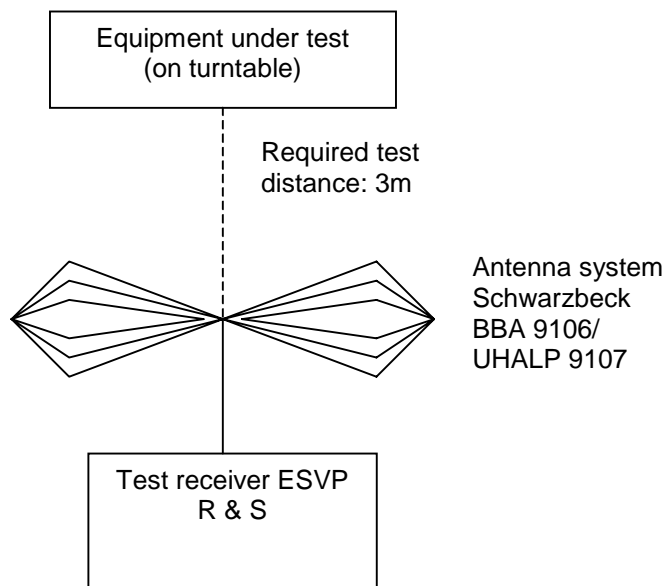 Equipment under test
(on turntable)
Required test
distance: 3m
Antenna system
Schwarzbeck
BBA 9106/
UHALP 9107
Test receiver ESVP
R & S